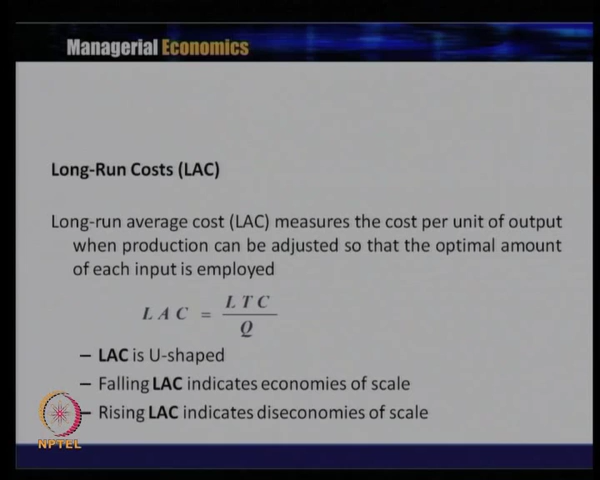 Managerial Economics
Long-Run Costs (LAC)
Long-run average cost (LAC) measures the cost per unit of output
when production can be adjusted so that the optimal amount
of each input is employed
LAC = LTC / Q
– LAC is U-shaped
– Falling LAC indicates economies of scale
– Rising LAC indicates diseconomies of scale
NPTEL